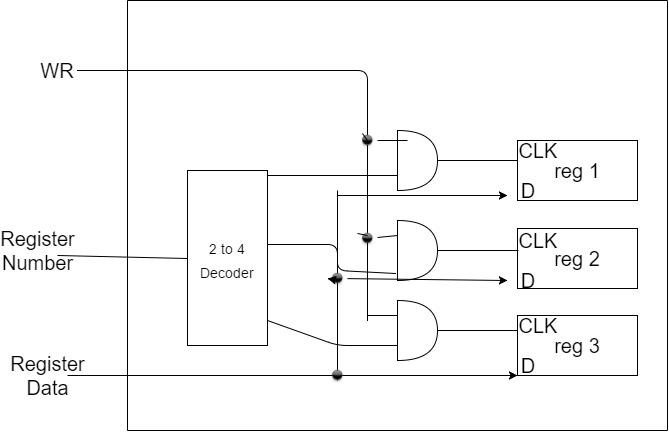 WR
CLK
reg 1
D
Register
Number
2 to 4
Decoder
CLK
reg 2
D
CLK
reg 3
D
Register
Data